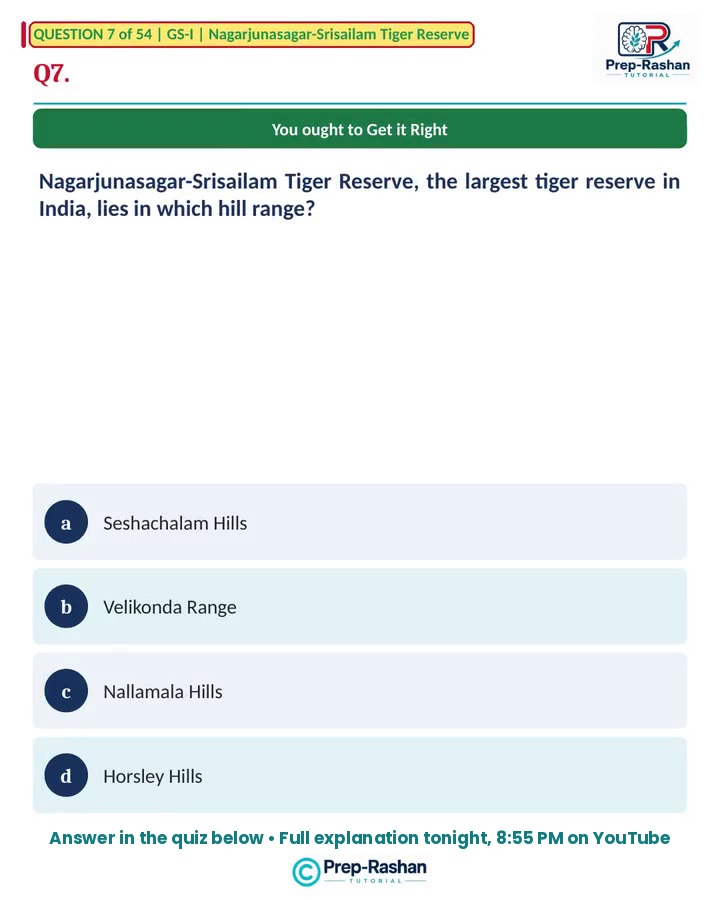 QUESTION 7 of 54 | GS-I | Nagarjunasagar-Srisailam Tiger Reserve
Prep-Rashan
TUTORIAL
Q7.
You ought to Get it Right
Nagarjunasagar-Srisailam Tiger Reserve, the largest tiger reserve in
India, lies in which hill range?
a Seshachalam Hills
b Velikonda Range
c Nallamala Hills
d Horsley Hills
Answer in the quiz below • Full explanation tonight, 8:55 PM on YouTube
© Prep-Rashan
TUTORIAL